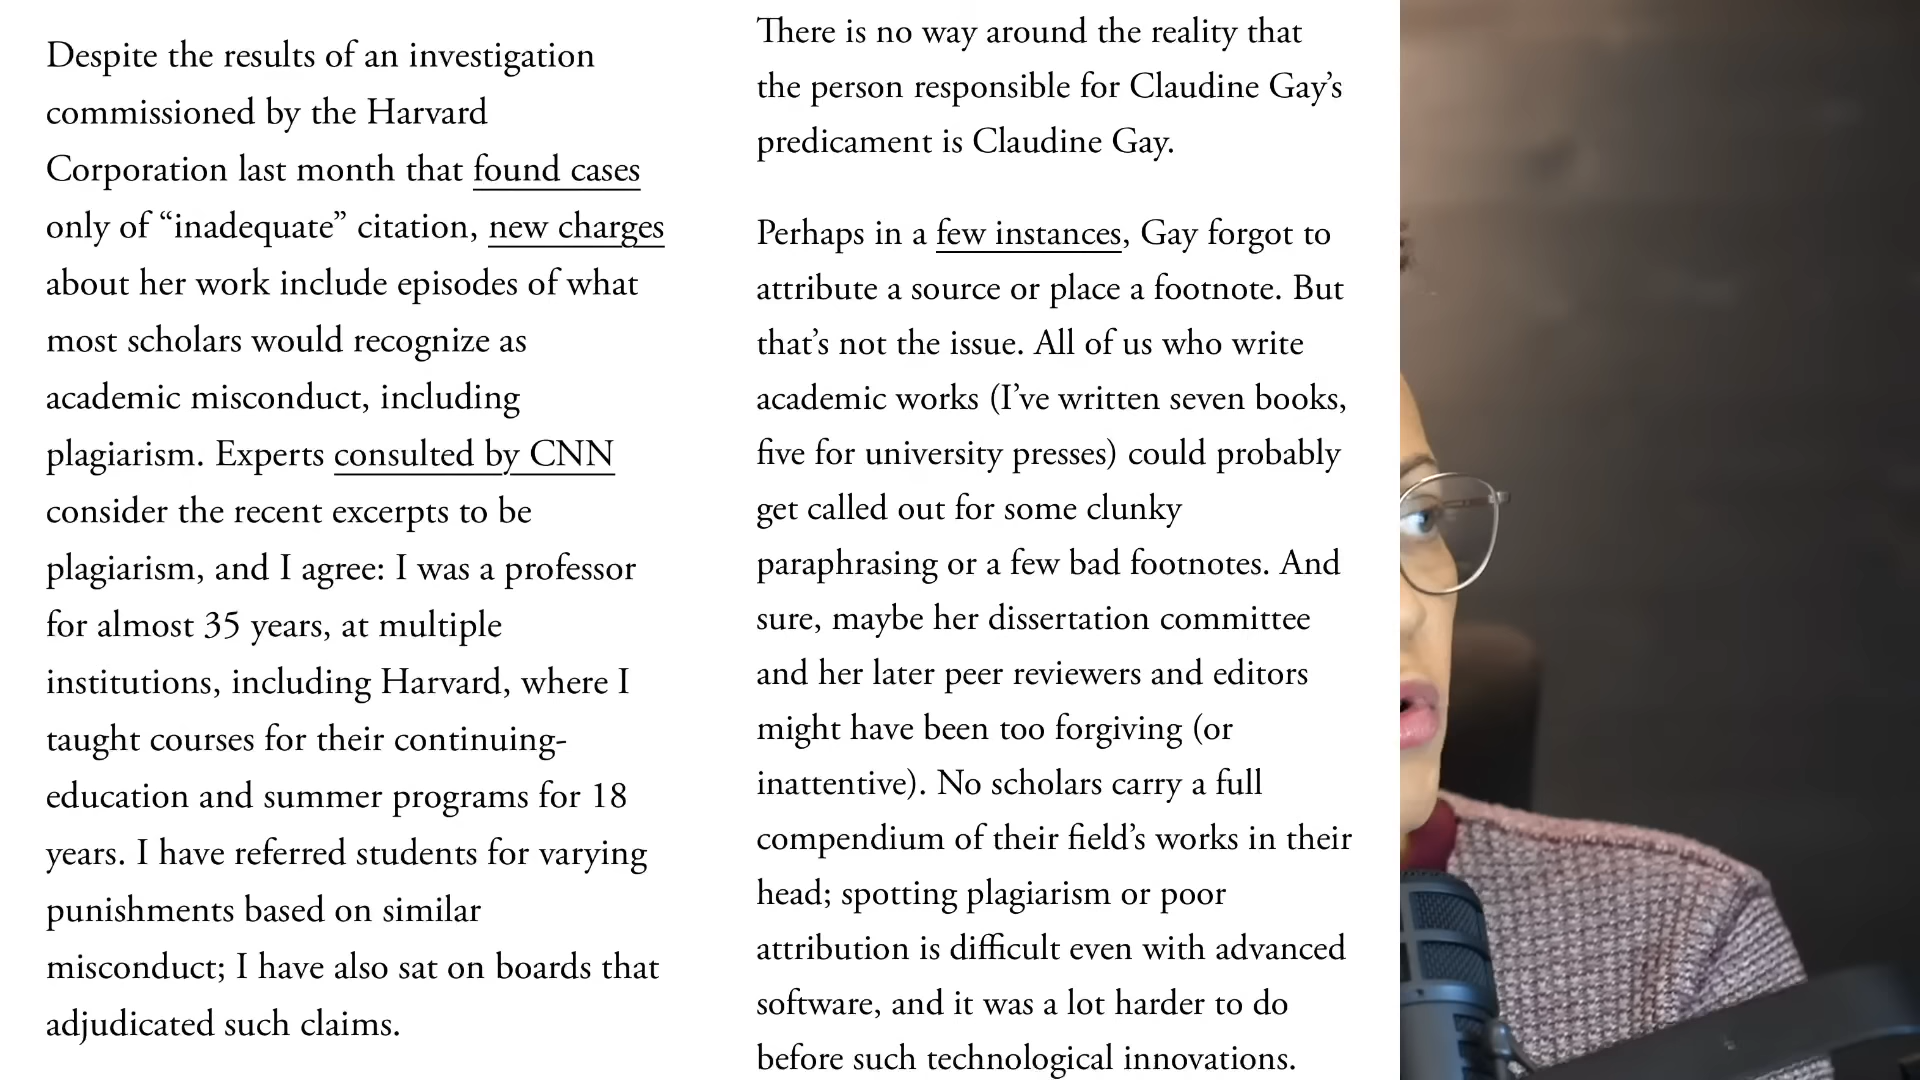 Despite the results of an investigation
commissioned by the Harvard
Corporation last month that found cases
only of “inadequate” citation, new charges
about her work include episodes of what
most scholars would recognize as
academic misconduct, including
plagiarism. Experts consulted by CNN
consider the recent excerpts to be
plagiarism, and I agree: I was a professor
for almost 35 years, at multiple
institutions, including Harvard, where I
taught courses for their continuing-
education and summer programs for 18
years. I have referred students for varying
punishments based on similar
misconduct; I have also sat on boards that
adjudicated such claims.
There is no way around the reality that
the person responsible for Claudine Gay’s
predicament is Claudine Gay.
Perhaps in a few instances, Gay forgot to
attribute a source or place a footnote. But
that’s not the issue. All of us who write
academic works (I’ve written seven books,
five for university presses) could probably
get called out for some clunky
paraphrasing or a few bad footnotes. And
sure, maybe her dissertation committee
and her later peer reviewers and editors
might have been too forgiving (or
inattentive). No scholars carry a full
compendium of their field’s works in their
head; spotting plagiarism or poor
attribution is difficult even with advanced
software, and it was a lot harder to do
before such technological innovations.